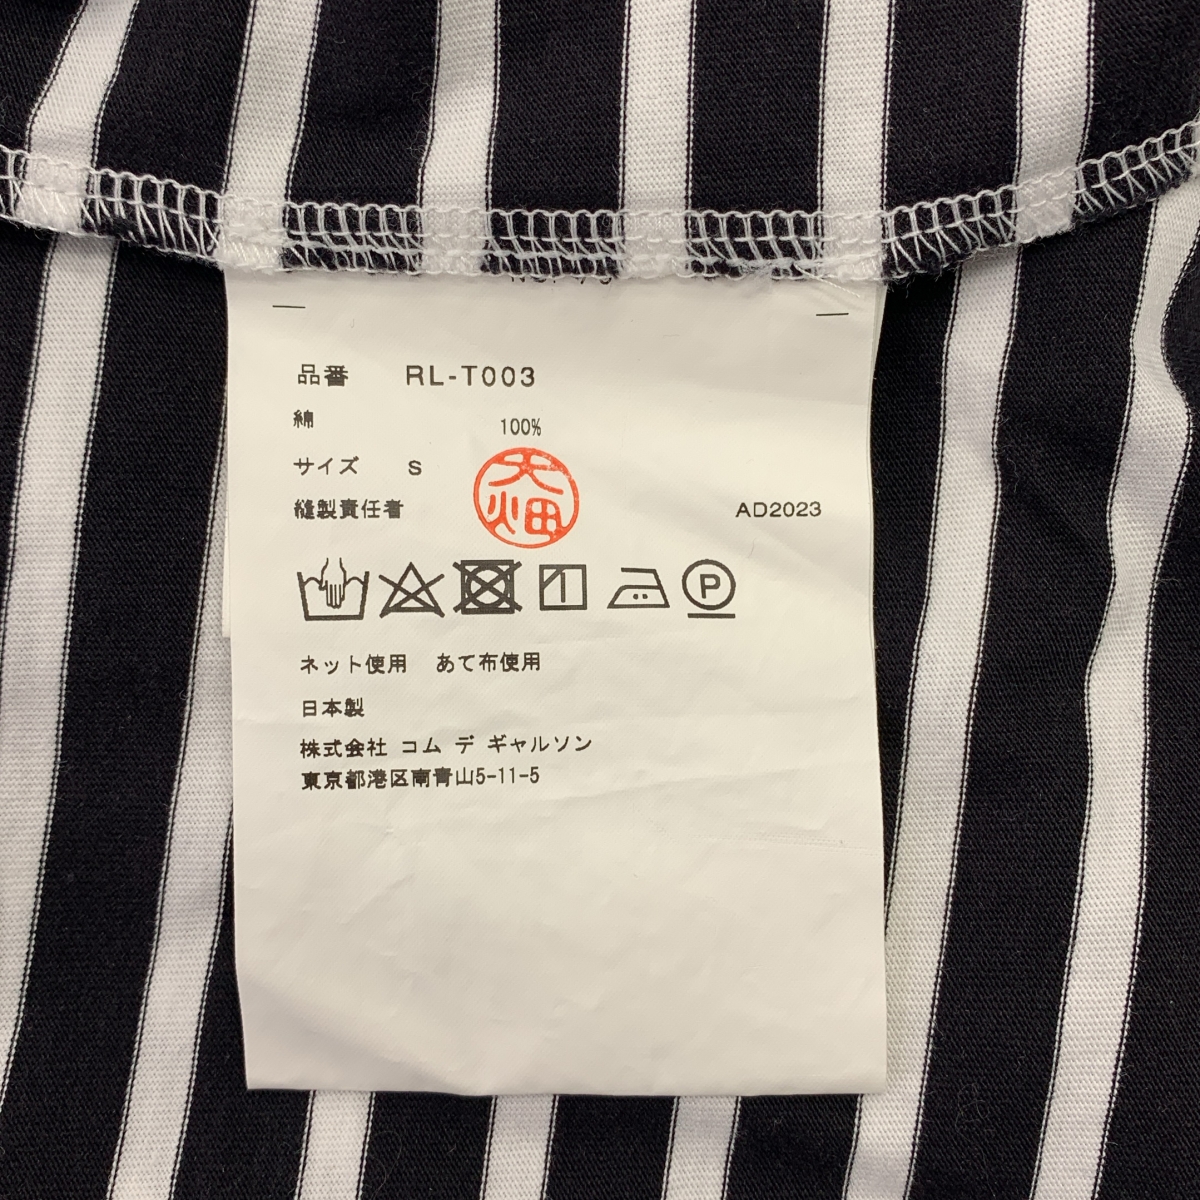 品番 RL-T003
綿 100%
サイズ S
大畑
縫製責任者 AD2023
P
ネット使用 あて布使用
日本製
株式会社 コム デ ギャルソン
東京都港区南青山5-11-5